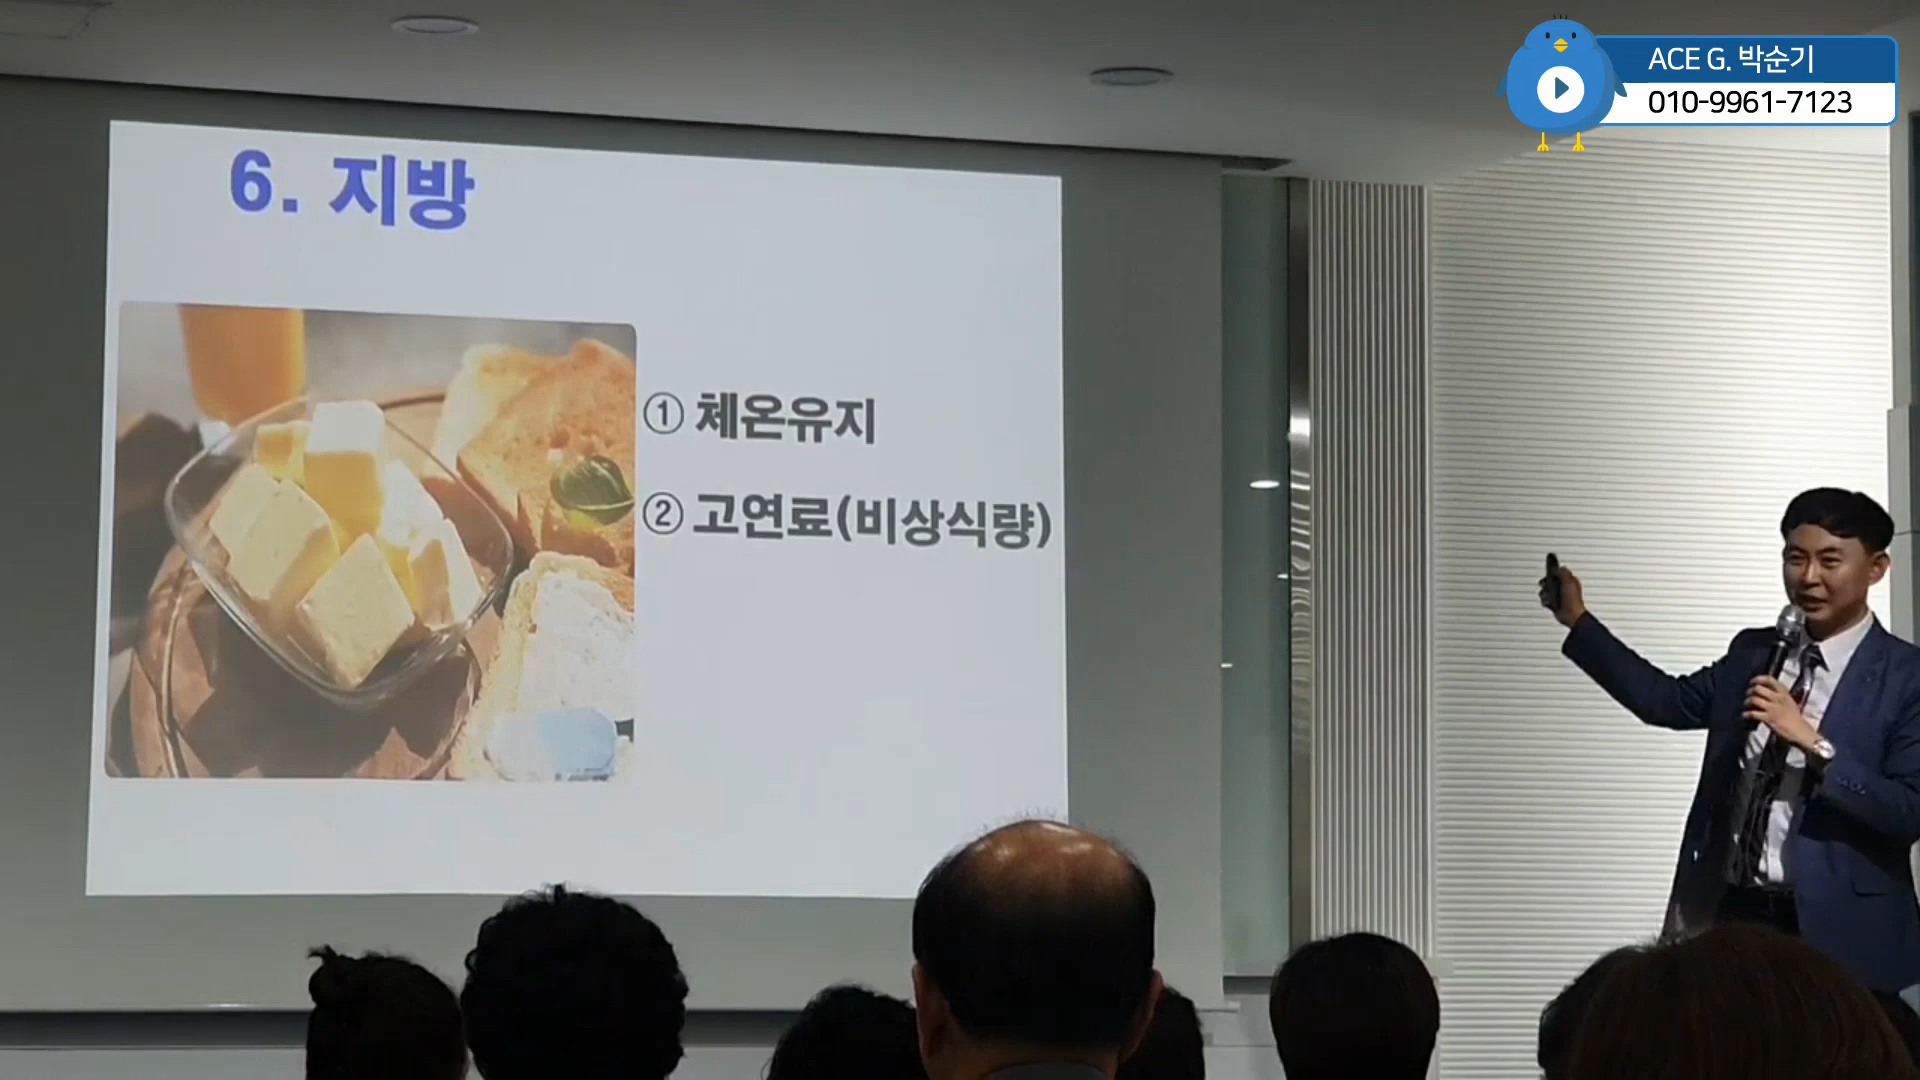 ACE G. 박순기
010-9961-7123
6. 지방
① 체온유지
② 고연료(비상식량)